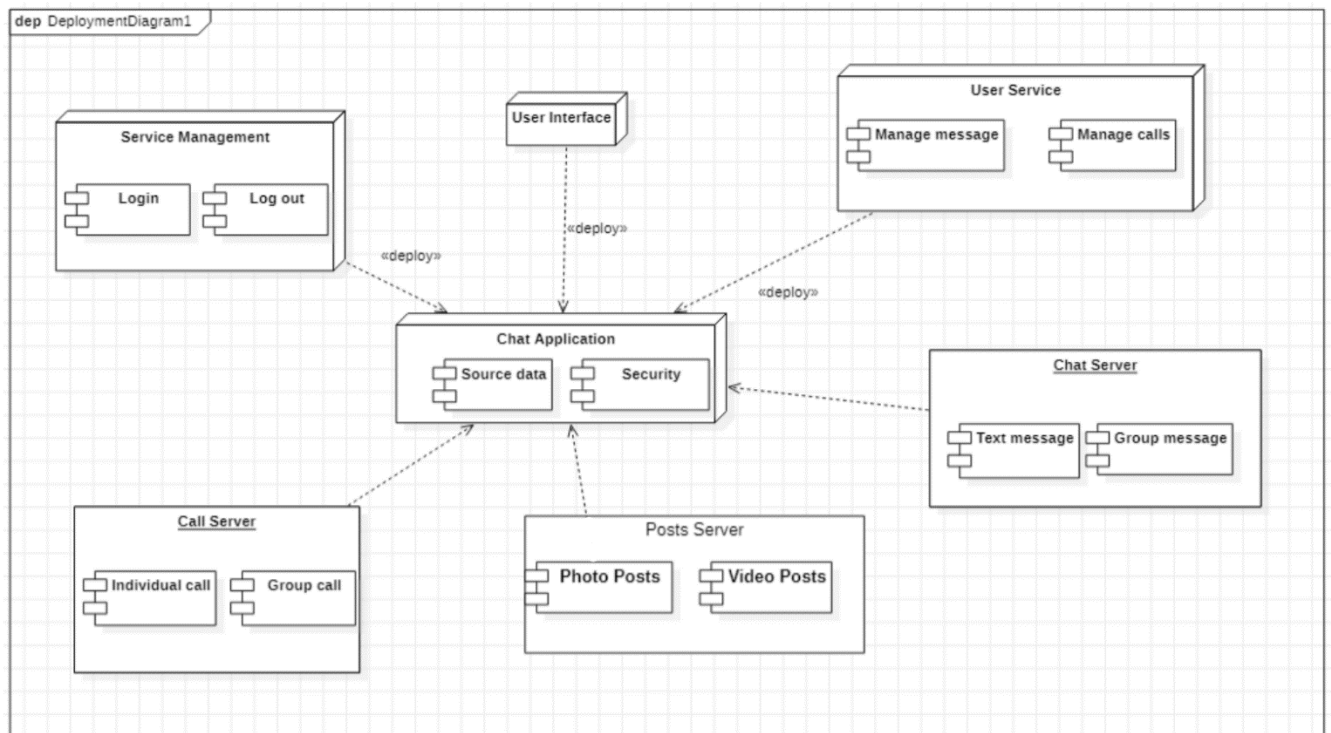 dep DeploymentDiagram1
User Service
User Interface
Service Management
Manage message
Manage calls
Login
Log out
«deploy»
«deploy»
«deploy»
Chat Application
Source data
Security
Chat Server
Text message
Group message
Call Server
Individual call
Group call
Posts Server
Photo Posts
Video Posts